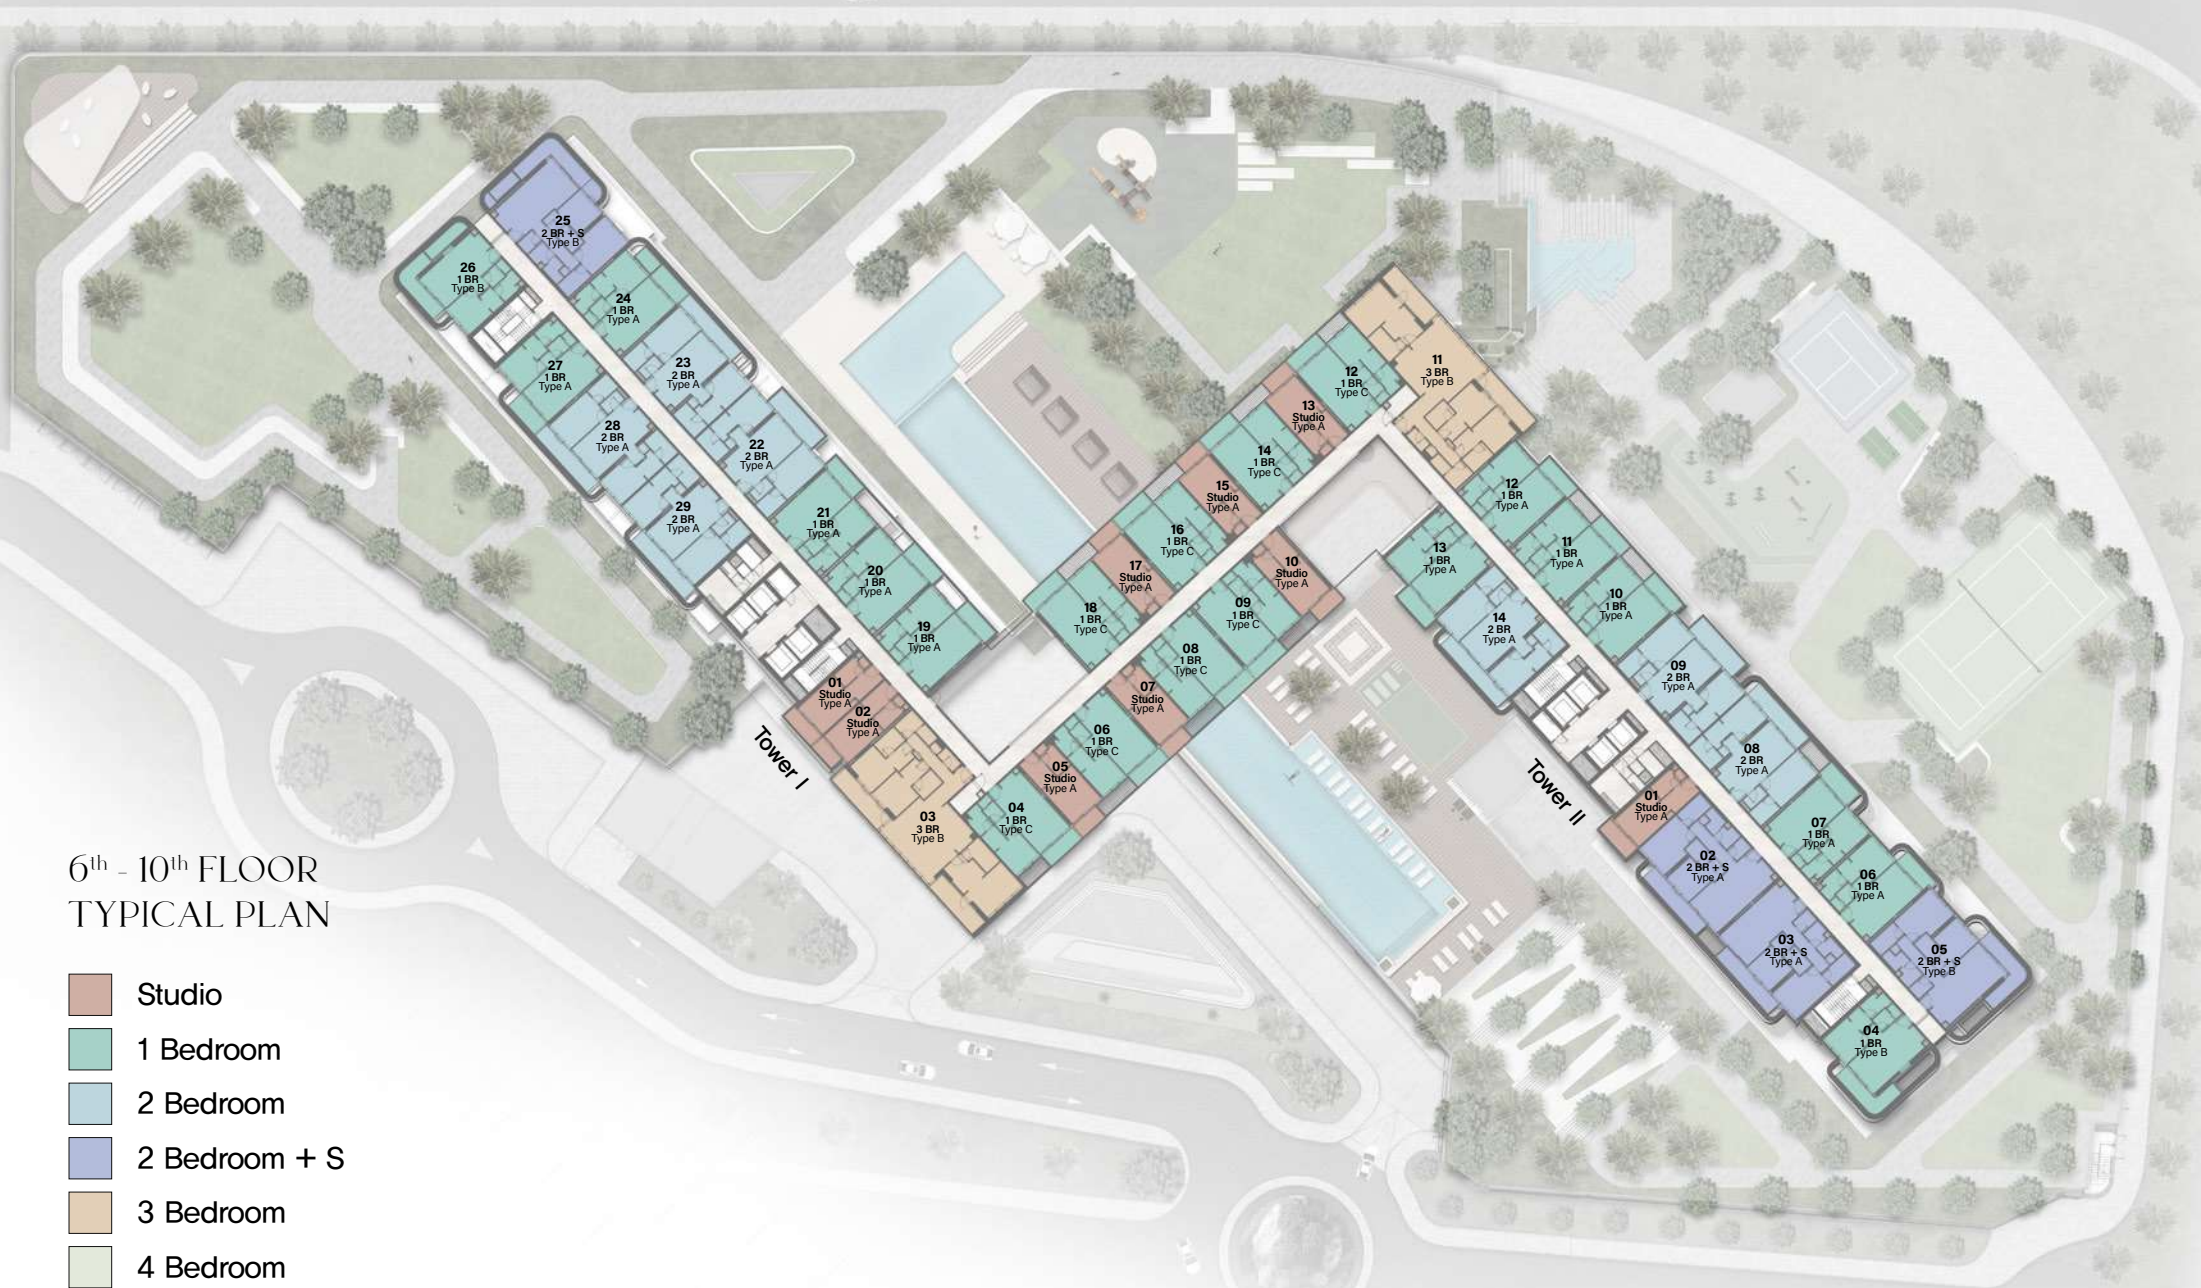 25
2 BR + S
Type B
26
1 BR
Type B
24
1 BR
Type A
27
1 BR
Type A
23
2 BR
Type A
28
2 BR
Type A
22
2 BR
Type A
29
2 BR
Type A
21
1 BR
Type A
20
1 BR
Type A
19
1 BR
Type A
01
Studio
Type A
02
Studio
Type A
Tower I
03
3 BR
Type B
04
1 BR
Type C
05
Studio
Type A
06
1 BR
Type C
07
Studio
Type A
08
1 BR
Type C
09
1 BR
Type C
10
Studio
Type A
18
1 BR
Type C
17
Studio
Type A
16
1 BR
Type C
15
Studio
Type A
14
1 BR
Type C
13
Studio
Type A
12
1 BR
Type C
11
3 BR
Type B
12
1 BR
Type A
11
1 BR
Type A
10
1 BR
Type A
13
1 BR
Type A
14
2 BR
Type A
09
2 BR
Type A
08
2 BR
Type A
07
1 BR
Type A
06
1 BR
Type A
05
2 BR + S
Type B
Tower II
01
Studio
Type A
02
2 BR + S
Type A
03
2 BR + S
Type A
04
1 BR
Type B
6th - 10th FLOOR
TYPICAL PLAN
Studio
1 Bedroom
2 Bedroom
2 Bedroom + S
3 Bedroom
4 Bedroom